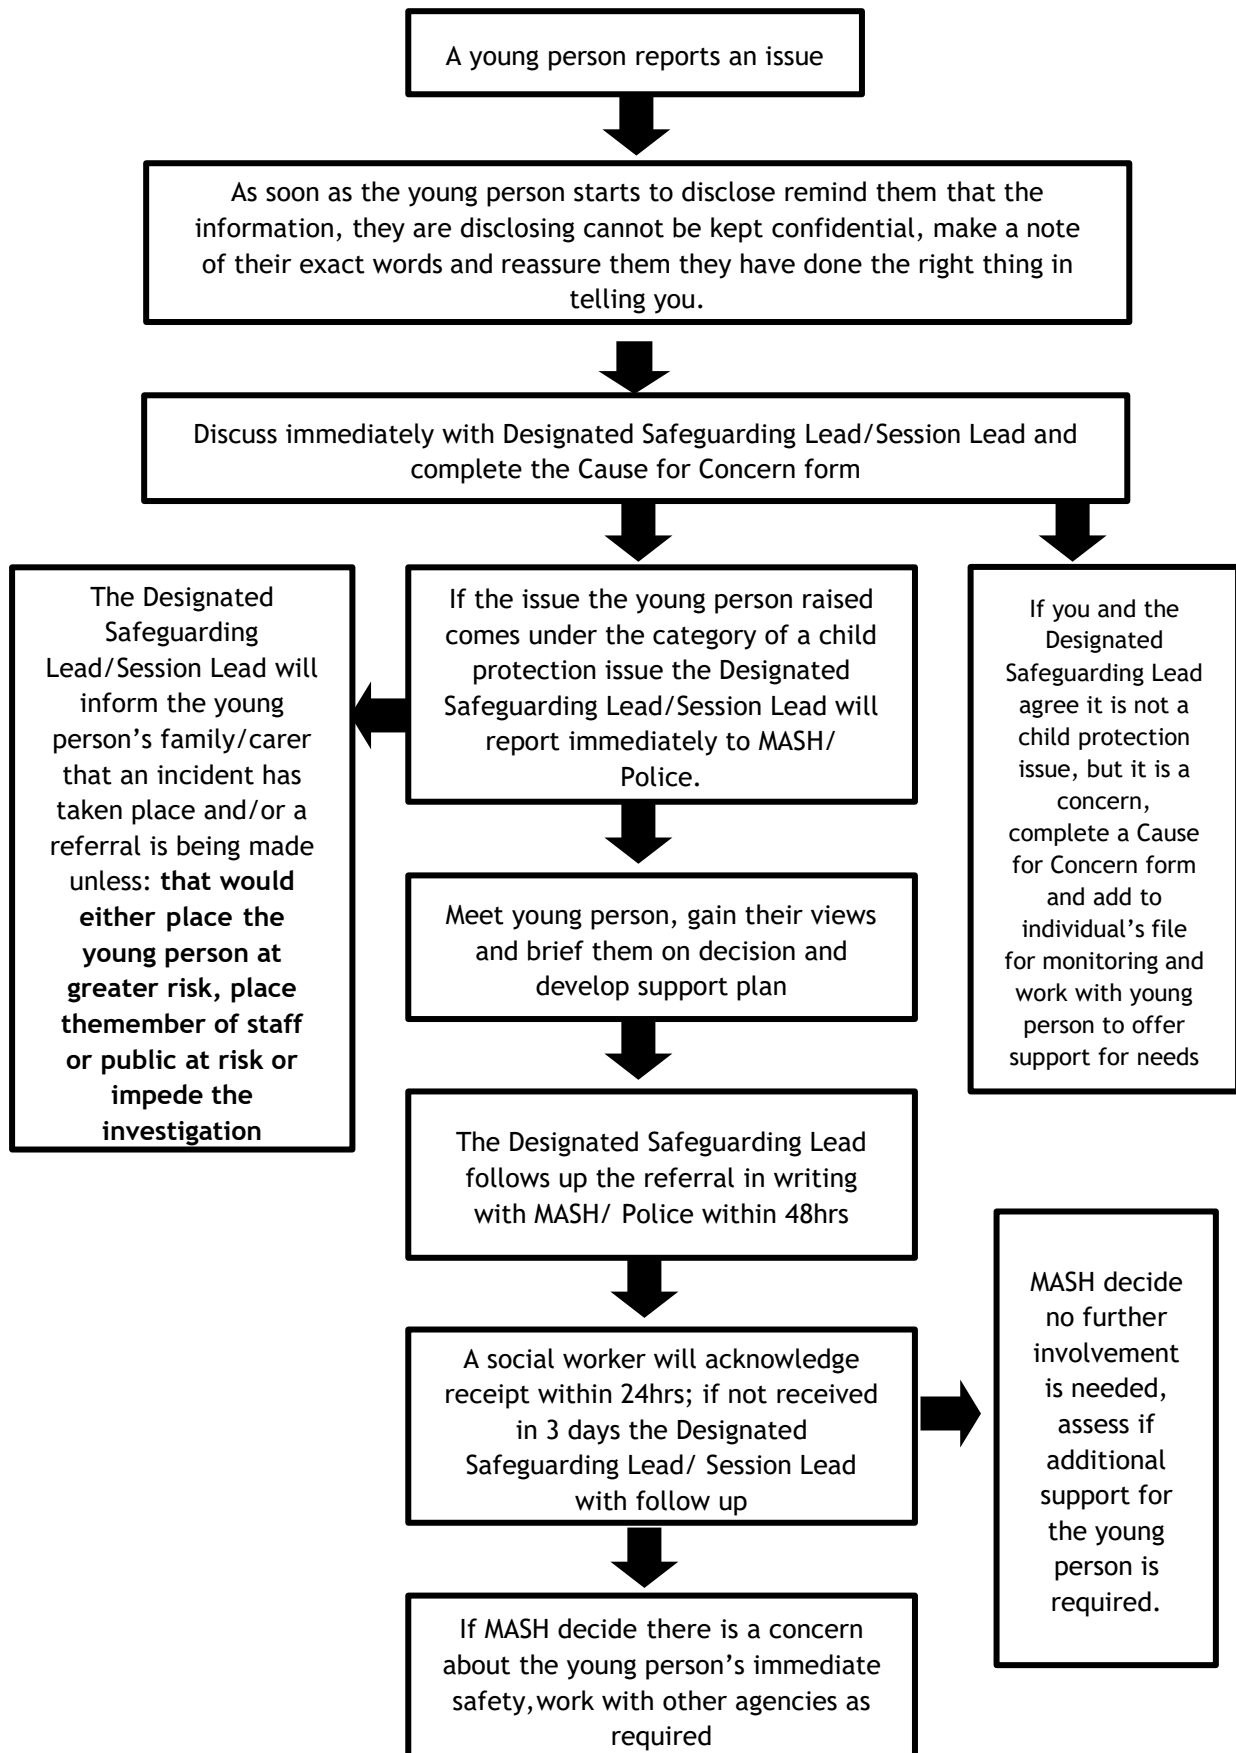 A young person reports an issue
As soon as the young person starts to disclose remind them that the
information, they are disclosing cannot be kept confidential, make a note
of their exact words and reassure them they have done the right thing in
telling you.
Discuss immediately with Designated Safeguarding Lead/Session Lead and
complete the Cause for Concern form
The Designated
Safeguarding
Lead/Session Lead will
inform the young
person’s family/carer
that an incident has
taken place and/or a
referral is being made
unless: that would
either place the
young person at
greater risk, place
themember of staff
or public at risk or
impede the
investigation
If the issue the young person raised
comes under the category of a child
protection issue the Designated
Safeguarding Lead/Session Lead will
report immediately to MASH/
Police.
If you and the
Designated
Safeguarding Lead
agree it is not a
child protection
issue, but it is a
concern,
complete a Cause
for Concern form
and add to
individual’s file
for monitoring and
work with young
person to offer
support for needs
Meet young person, gain their views
and brief them on decision and
develop support plan
The Designated Safeguarding Lead
follows up the referral in writing
with MASH/ Police within 48hrs
A social worker will acknowledge
receipt within 24hrs; if not received
in 3 days the Designated
Safeguarding Lead/ Session Lead
with follow up
MASH decide
no further
involvement
is needed,
assess if
additional
support for
the young
person is
required.
If MASH decide there is a concern
about the young person’s immediate
safety,work with other agencies as
required